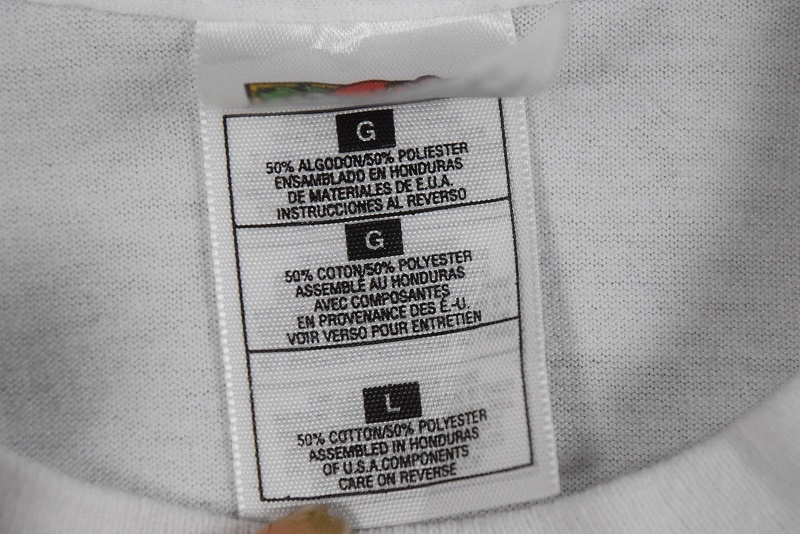 G
50% ALGODON/50% POLIESTER
ENSAMBLADO EN HONDURAS
DE MATERIALES DE E.U.A.
INSTRUCCIONES AL REVERSO
G
50% COTON/50% POLYESTER
ASSEMBLÉ AU HONDURAS
AVEC COMPOSANTES
EN PROVENANCE DES É.-U.
VOIR VERSO POUR ENTRETIEN
L
50% COTTON/50% POLYESTER
ASSEMBLED IN HONDURAS
OF U.S.A.COMPONENTS
CARE ON REVERSE